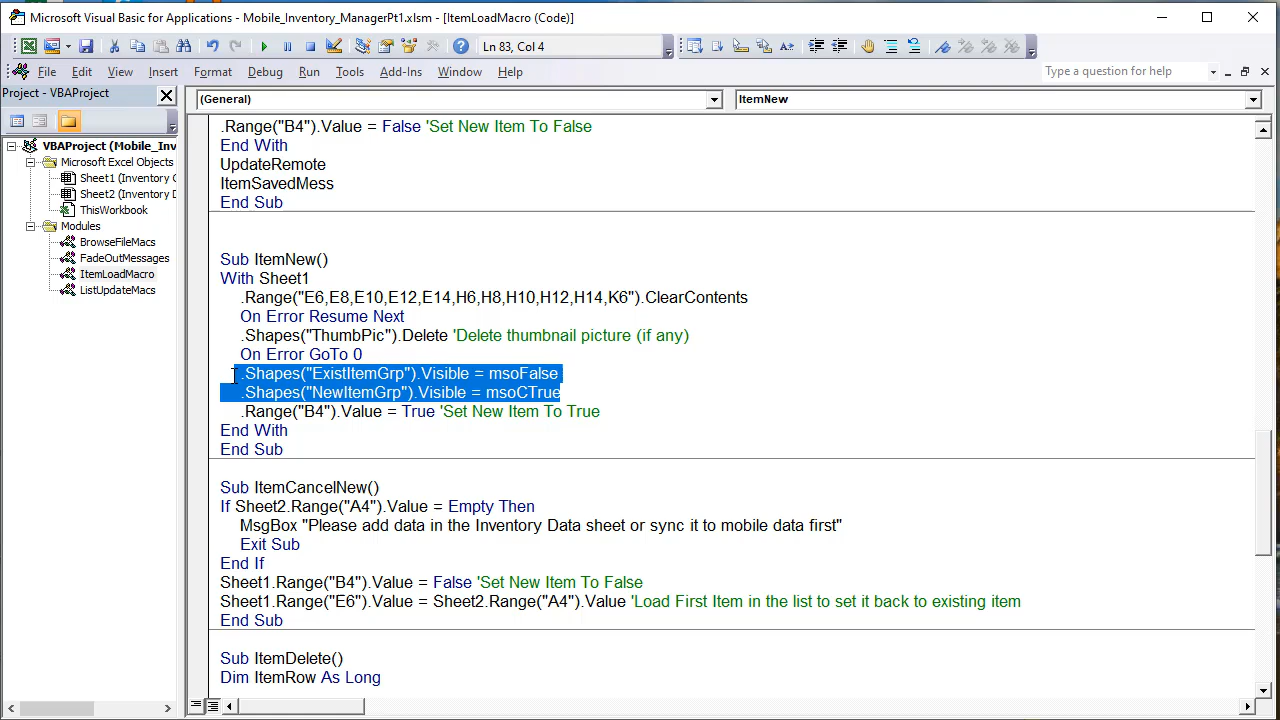 Microsoft Visual Basic for Applications - Mobile_Inventory_ManagerPt1.xlsm - [ItemLoadMacro (Code)]
Ln 83, Col 4
File Edit View Insert Format Debug Run Tools Add-Ins Window Help
Type a question for help
Project - VBAProject
(General)
ItemNew
VBAProject (Mobile_Inv
Microsoft Excel Objects
Sheet1 (Inventory
Sheet2 (Inventory
ThisWorkbook
Modules
BrowseFileMacs
FadeOutMessages
ItemLoadMacro
ListUpdateMacs
.Range("B4").Value = False 'Set New Item To False
End With
UpdateRemote
ItemSavedMess
End Sub
Sub ItemNew()
With Sheet1
.Range("E6,E8,E10,E12,E14,H6,H8,H10,H12,H14,K6").ClearContents
On Error Resume Next
.Shapes("ThumbPic").Delete 'Delete thumbnail picture (if any)
On Error GoTo 0
.Shapes("ExistItemGrp").Visible = msoFalse
.Shapes("NewItemGrp").Visible = msoCTrue
.Range("B4").Value = True 'Set New Item To True
End With
End Sub
Sub ItemCancelNew()
If Sheet2.Range("A4").Value = Empty Then
MsgBox "Please add data in the Inventory Data sheet or sync it to mobile data first"
Exit Sub
End If
Sheet1.Range("B4").Value = False 'Set New Item To False
Sheet1.Range("E6").Value = Sheet2.Range("A4").Value 'Load First Item in the list to set it back to existing item
End Sub
Sub ItemDelete()
Dim ItemRow As Long